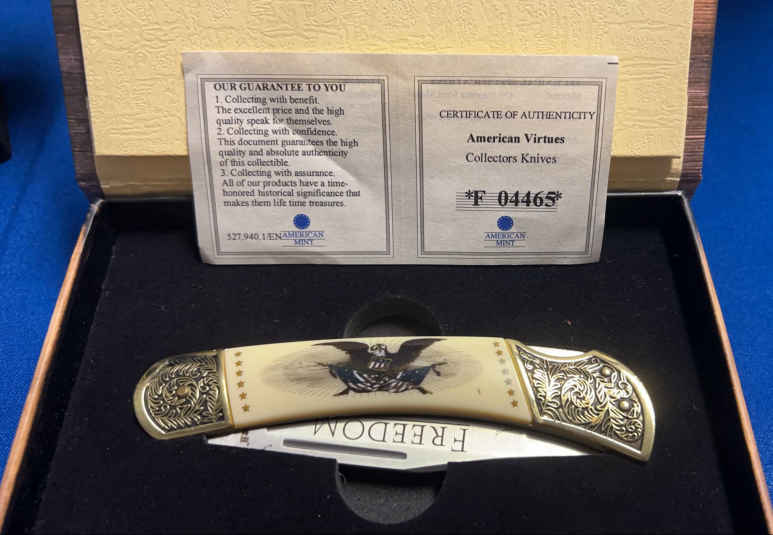 OUR GUARANTEE TO YOU
1. Collecting with benefit.
The excellent price and the high
quality speak for themselves.
2. Collecting with confidence.
This document guarantees the high
quality and absolute authenticity
of this collectible.
3. Collecting with assurance.
All of our products have a time-
honored historical significance that
makes them life time treasures.
527,940.1/EN
AMERICAN
MINT
CERTIFICATE OF AUTHENTICITY
American Virtues
Collectors Knives
*F 04465*
AMERICAN
MINT
FREEDOM